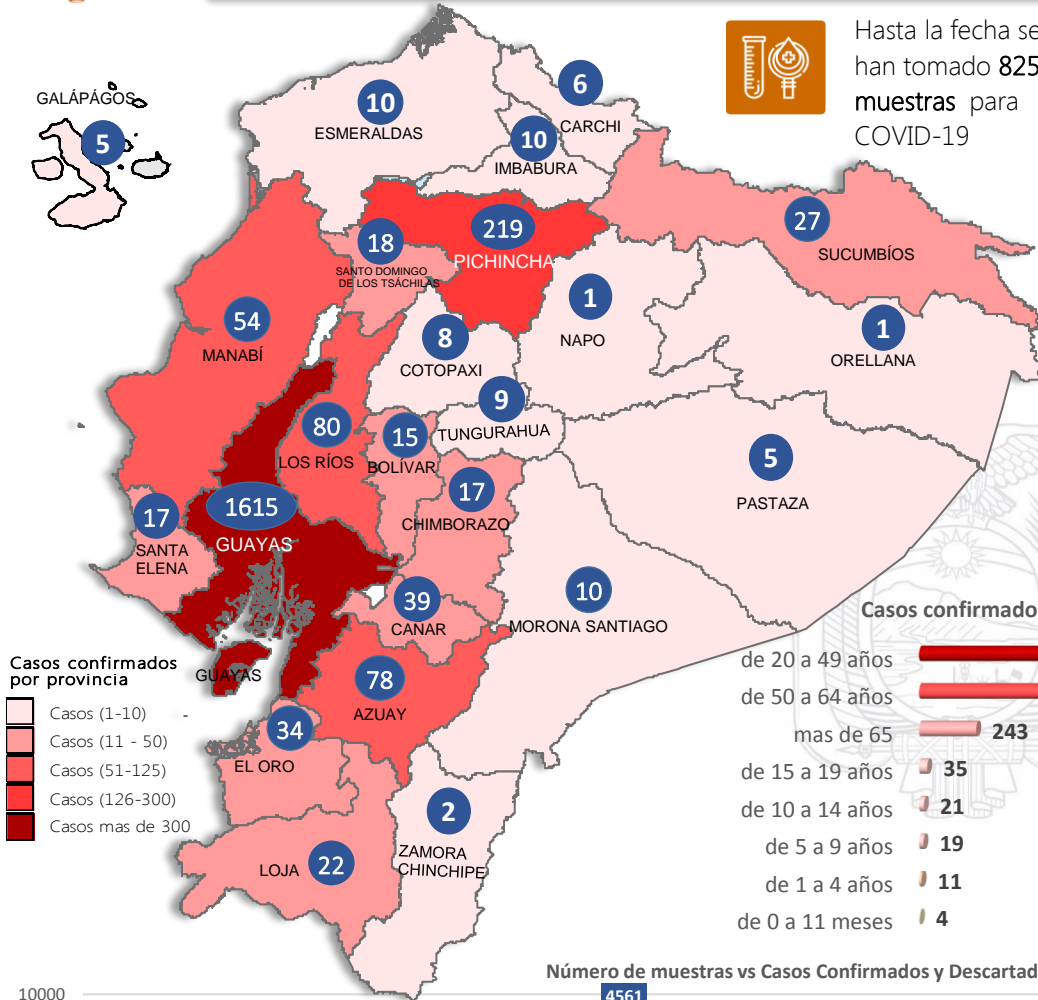 Hasta la fecha se
han tomado 825
muestras para
COVID-19
GALÁPAGOS
5
10
ESMERALDAS
6
CARCHI
10
IMBABURA
27
SUCUMBÍOS
18
SANTO DOMINGO
DE LOS TSÁCHILAS
219
PICHINCHA
1
NAPO
1
ORELLANA
54
MANABÍ
8
COTOPAXI
9
TUNGURAHUA
80
LOS RÍOS
15
BOLÍVAR
5
PASTAZA
17
CHIMBORAZO
1615
GUAYAS
17
SANTA
ELENA
39
CANAR
10
MORONA SANTIAGO
GUAYAS
78
AZUAY
34
EL ORO
22
LOJA
2
ZAMORA
CHINCHIPE
Casos confirmados
por provincia
Casos (1-10)
Casos (11 - 50)
Casos (51-125)
Casos (126-300)
Casos mas de 300
Casos confirmado
de 20 a 49 años
de 50 a 64 años
mas de 65 243
de 15 a 19 años 35
de 10 a 14 años 21
de 5 a 9 años 19
de 1 a 4 años 11
de 0 a 11 meses 4
Número de muestras vs Casos Confirmados y Descartad
10000
4561